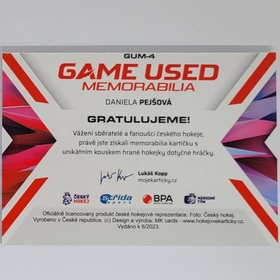 GUM-4
GAME USED
MEMORABILIA
DANIELA PEJŠOVÁ
GRATULUJEME!
Vážení sběratelé a fanoušci českého hokeje,
právě jste získali memorabilia kartičku s
unikátním kouskem hrané hokejky dotyčné hráčky.
Lukáš Kopp
mojekarticky.cz
ČESKÝ HOKEJ
Střída sport
BPA
NÁRODNÍ TÝM
Oficiálně licencovaný produkt české hokejové reprezentace. Foto: Český hokej.
Vyrobeno v České republice. (c) Design a výroba: MK cards - www.hokejovekarticky.cz.
Vydáno k 6/2023.